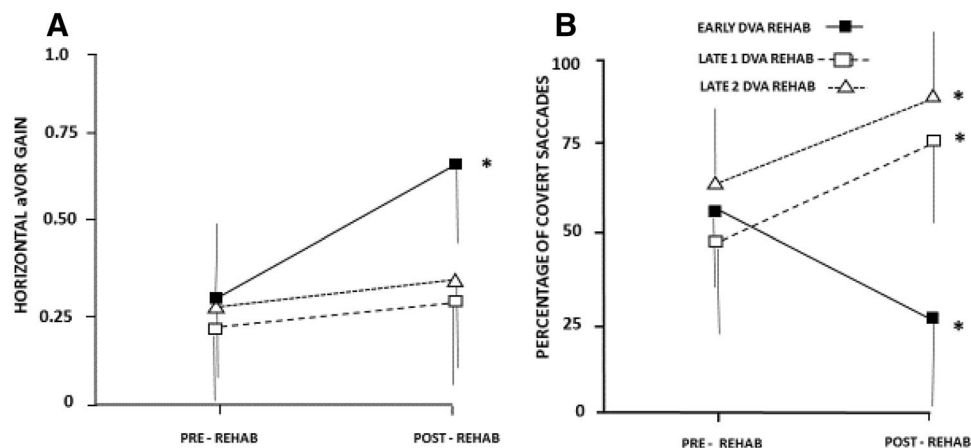 A
1.0
0.75
0.50
0.25
0
HORIZONTAL aVOR GAIN
*
PRE - REHAB
POST - REHAB
B
EARLY DVA REHAB
LATE 1 DVA REHAB
LATE 2 DVA REHAB
100
75
50
25
0
PERCENTAGE OF COVERT SACCADES
*
*
*
PRE - REHAB
POST - REHAB